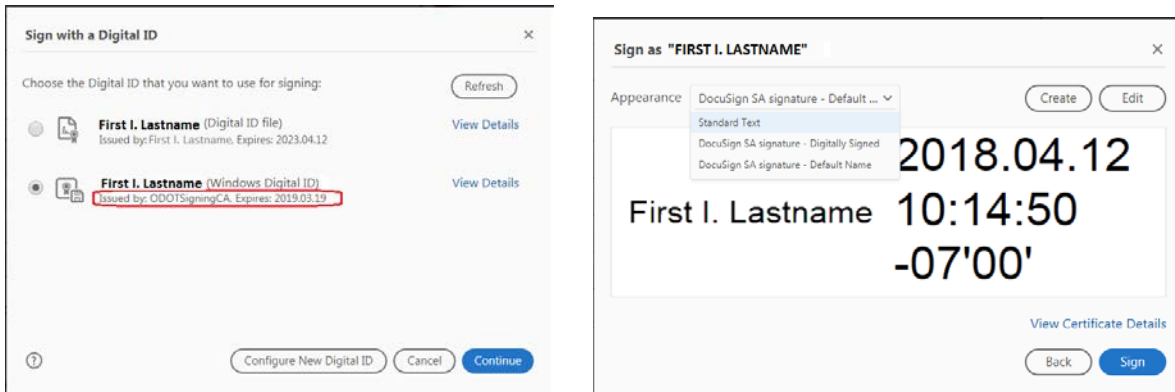 Sign with a Digital ID
Choose the Digital ID that you want to use for signing:
Refresh
First I. Lastname (Digital ID file)
Issued by: First I. Lastname, Expires: 2023.04.12
View Details
First I. Lastname (Windows Digital ID)
Issued by: ODOTSigningCA, Expires: 2019.03.19
View Details
?
Configure New Digital ID
Cancel
Continue
Sign as "FIRST I. LASTNAME"
Appearance
DocuSign SA signature - Default ...
Create
Edit
Standard Text
DocuSign SA signature - Digitally Signed
DocuSign SA signature - Default Name
First I. Lastname
2018.04.12
10:14:50
-07'00'
View Certificate Details
Back
Sign